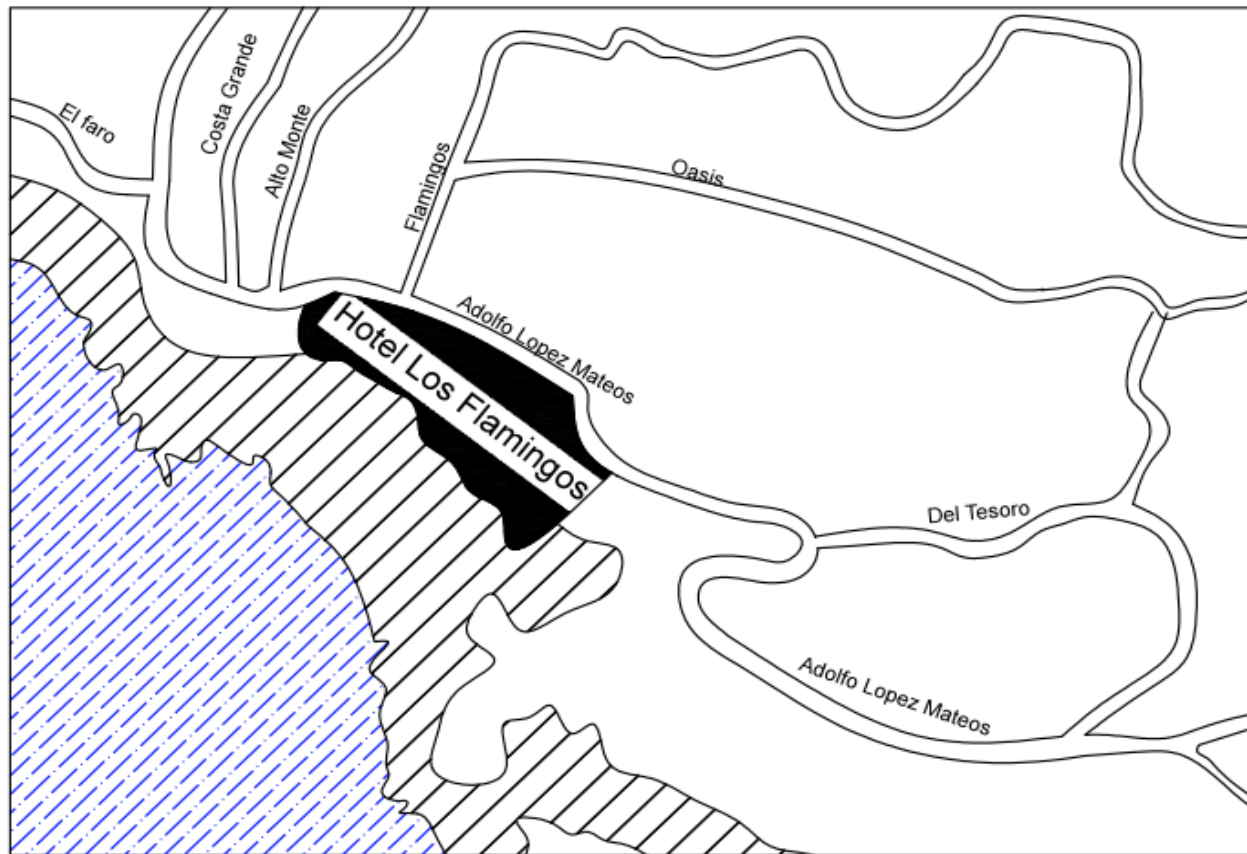 El faro
Costa Grande
Alto Monte
Flamingos
Oasis
Adolfo Lopez Mateos
Hotel Los Flamingos
Del Tesoro
Adolfo Lopez Mateos